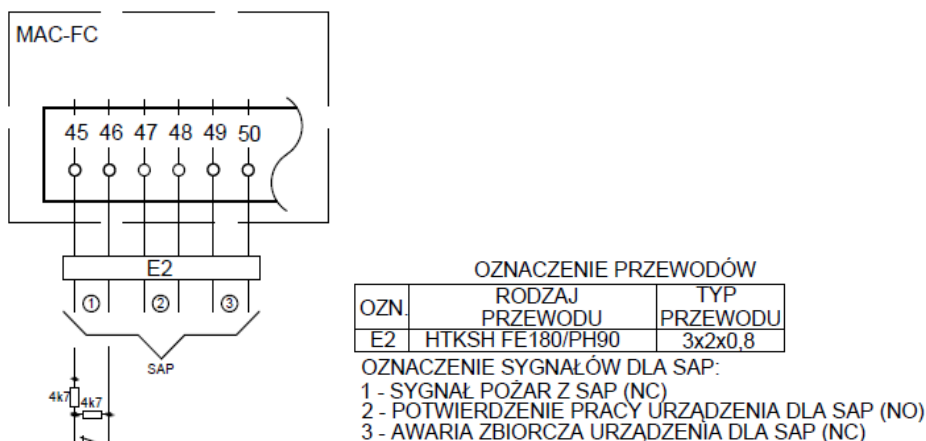 MAC-FC
45 46 47 48 49 50
E2
1 2 3
SAP
4k7
4k7
OZNACZENIE PRZEWODÓW
OZN. RODZAJ PRZEWODU TYP PRZEWODU
E2 HTKSH FE180/PH90 3x2x0,8
OZNACZENIE SYGNAŁÓW DLA SAP:
1 - SYGNAŁ POŻAR Z SAP (NC)
2 - POTWIERDZENIE PRACY URZĄDZENIA DLA SAP (NO)
3 - AWARIA ZBIORCZA URZĄDZENIA DLA SAP (NC)